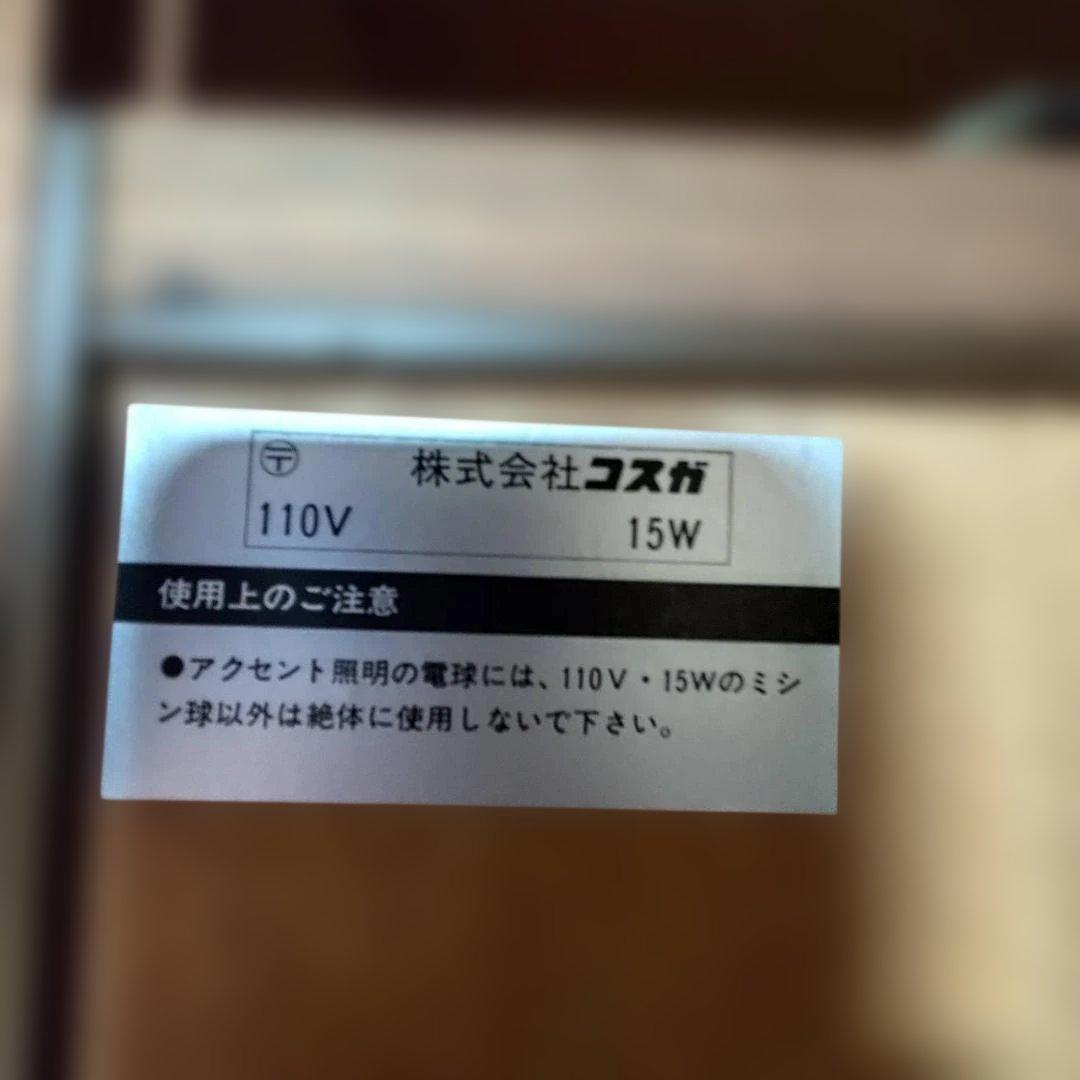 〒 株式会社コスガ
110V 15W
使用上のご注意
●アクセント照明の電球には、110V・15Wのミシ
ン球以外は絶体に使用しないで下さい。